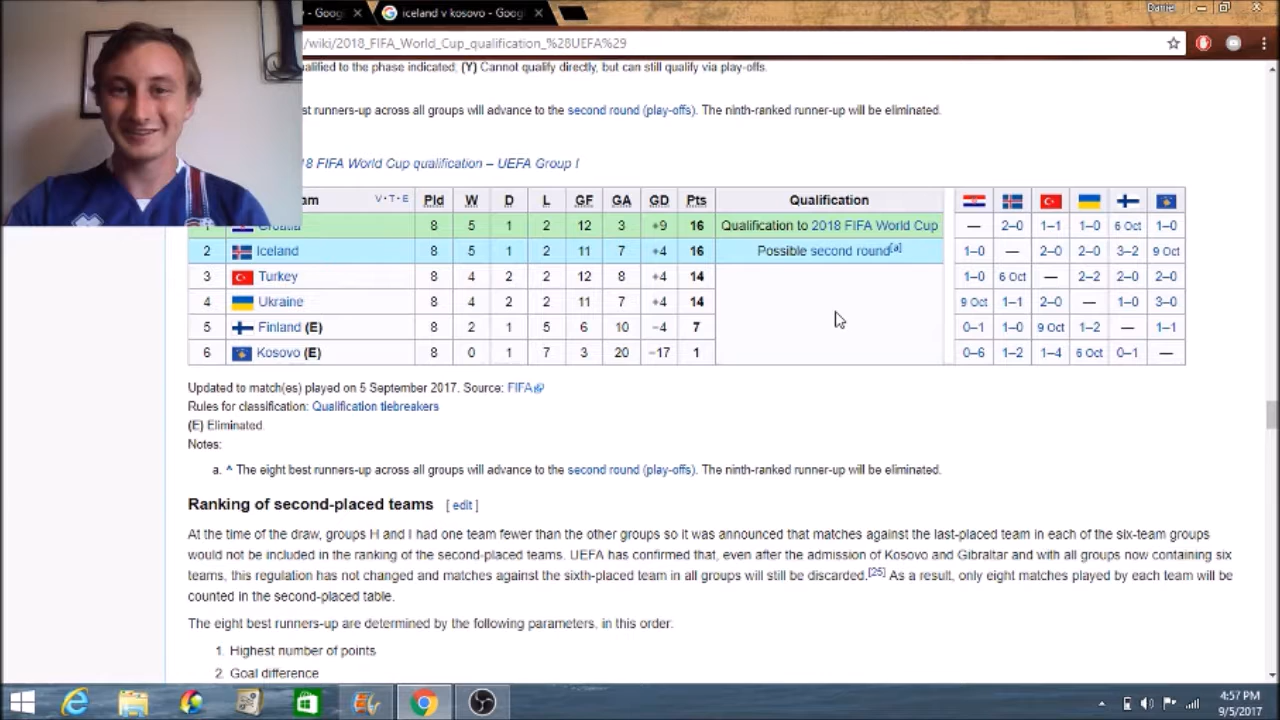 - Goog
iceland v kosovo - Goog
Daniel
/wiki/2018_FIFA_World_Cup_qualification_%28UEFA%29
alified to the phase indicated; (Y) Cannot qualify directly, but can still qualify via play-offs.
st runners-up across all groups will advance to the second round (play-offs). The ninth-ranked runner-up will be eliminated.
8 FIFA World Cup qualification – UEFA Group I
am V·T·E Pld W D L GF GA GD Pts Qualification
1 Croatia 8 5 1 2 12 3 +9 16 Qualification to 2018 FIFA World Cup — 2–0 1–1 1–0 6 Oct 1–0
2 Iceland 8 5 1 2 11 7 +4 16 Possible second round[a] 1–0 — 2–0 2–0 3–2 9 Oct
3 Turkey 8 4 2 2 12 8 +4 14 1–0 6 Oct — 2–2 2–0 2–0
4 Ukraine 8 4 2 2 11 7 +4 14 9 Oct 1–1 2–0 — 1–0 3–0
5 Finland (E) 8 2 1 5 6 10 −4 7 0–1 1–0 9 Oct 1–2 — 1–1
6 Kosovo (E) 8 0 1 7 3 20 −17 1 0–6 1–2 1–4 6 Oct 0–1 —
Updated to match(es) played on 5 September 2017. Source: FIFA
Rules for classification: Qualification tiebreakers
(E) Eliminated.
Notes:
a. ^ The eight best runners-up across all groups will advance to the second round (play-offs). The ninth-ranked runner-up will be eliminated.
Ranking of second-placed teams [ edit ]
At the time of the draw, groups H and I had one team fewer than the other groups so it was announced that matches against the last-placed team in each of the six-team groups
would not be included in the ranking of the second-placed teams. UEFA has confirmed that, even after the admission of Kosovo and Gibraltar and with all groups now containing six
teams, this regulation has not changed and matches against the sixth-placed team in all groups will still be discarded.[25] As a result, only eight matches played by each team will be
counted in the second-placed table.
The eight best runners-up are determined by the following parameters, in this order:
1. Highest number of points
2. Goal difference
4:57 PM
9/5/2017